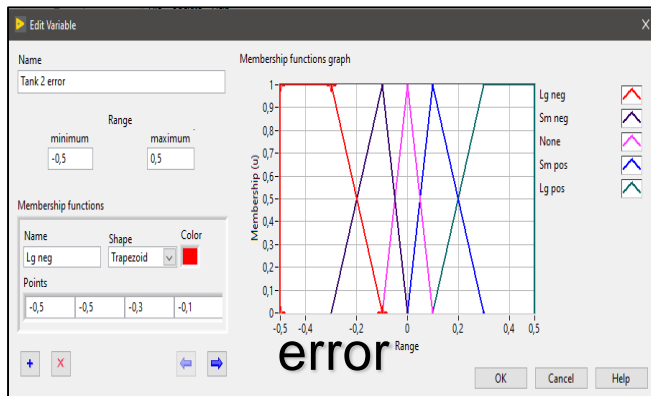 Edit Variable
X
Name
Tank 2 error
Range
minimum maximum
-0,5 0,5
Membership functions
Name Shape Color
Lg neg Trapezoid
Points
-0,5 -0,5 -0,3 -0,1
Membership functions graph
Membership (u)
1-
0,9-
0,8-
0,7-
0,6-
0,5-
0,4-
0,3-
0,2-
0,1-
0-
-0,5 -0,4 -0,2 0 0,2 0,4 0,5
Range
error
Lg neg
Sm neg
None
Sm pos
Lg pos
OK Cancel Help